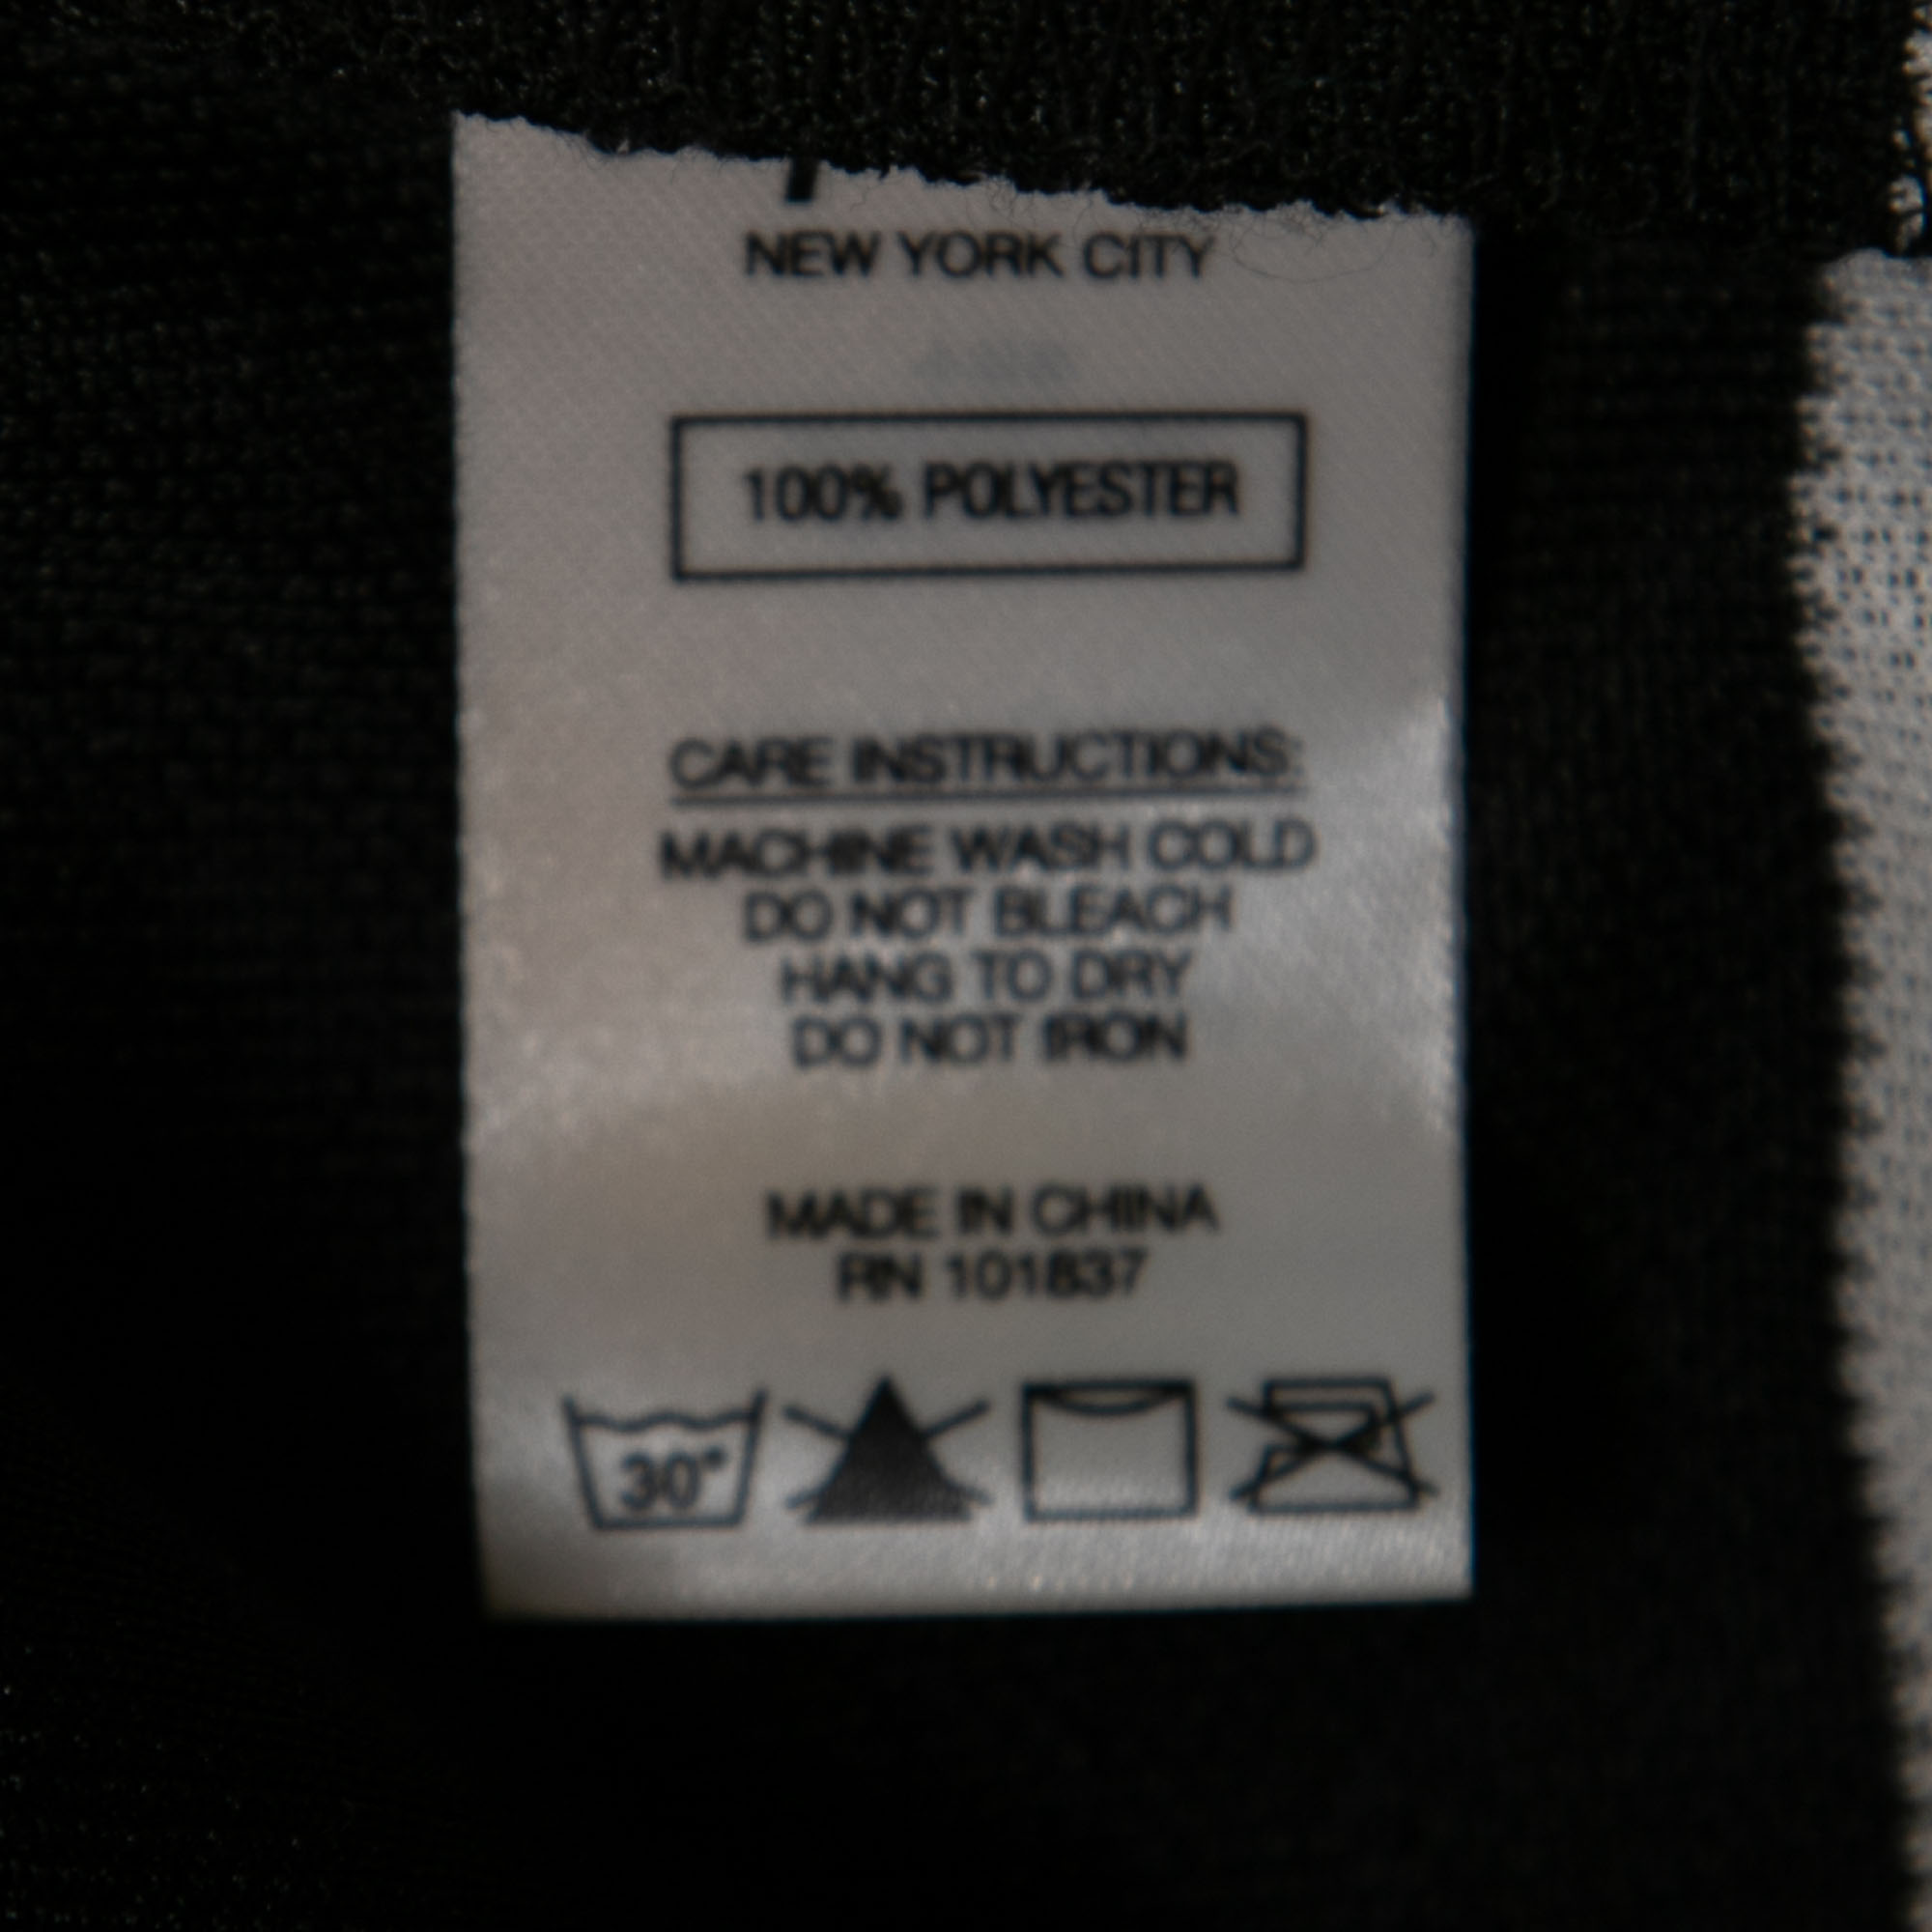 NEW YORK CITY
100% POLYESTER
CARE INSTRUCTIONS:
MACHINE WASH COLD
DO NOT BLEACH
HANG TO DRY
DO NOT IRON
MADE IN CHINA
RN 101837
30°